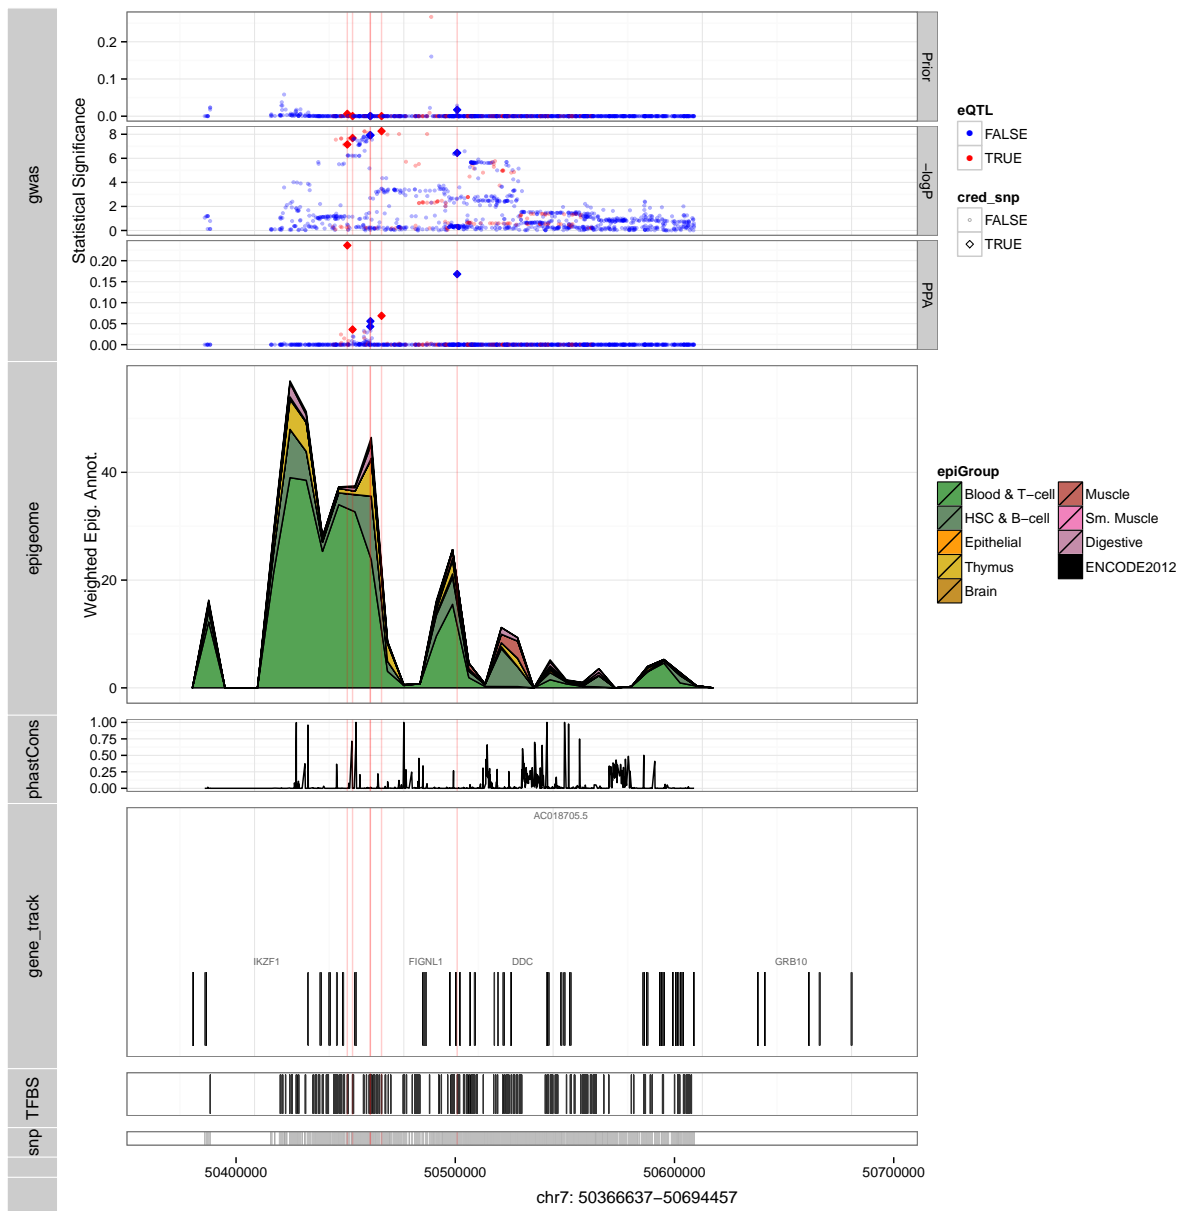 gwas
Statistical Significance
0.2
0.1
0.0
Prior
8
6
4
2
0
−logP
0.20
0.15
0.10
0.05
0.00
PPA
eQTL
FALSE
TRUE
cred_snp
FALSE
TRUE
epigeome
Weighted Epig. Annot.
40
20
0
epiGroup
Blood & T−cell
HSC & B−cell
Epithelial
Thymus
Brain
Muscle
Sm. Muscle
Digestive
ENCODE2012
phastCons
1.00
0.75
0.50
0.25
0.00
gene_track
AC018705.5
IKZF1
FIGNL1
DDC
GRB10
TFBS
snp
50400000
50500000
50600000
50700000
chr7: 50366637−50694457